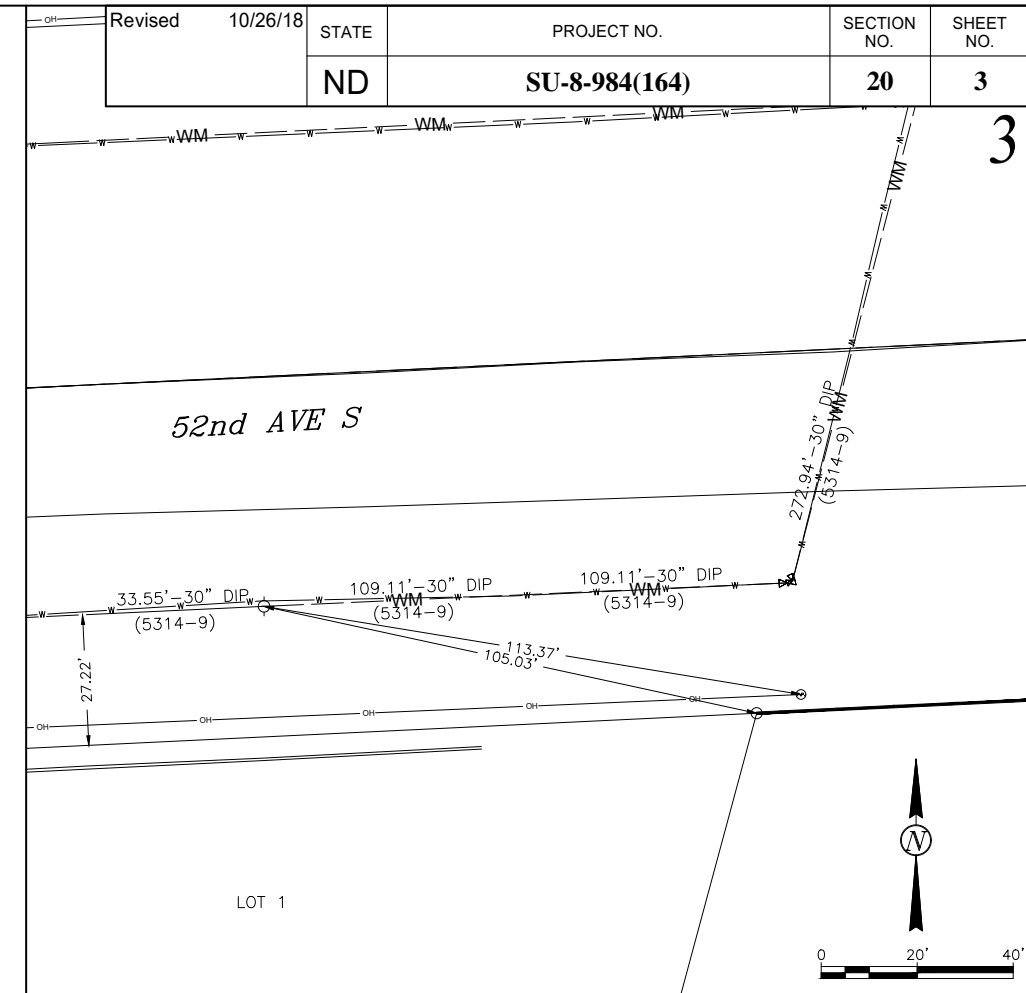 Revised 10/26/18
STATE PROJECT NO. SECTION NO. SHEET NO.
ND SU-8-984(164) 20 3
OH
3
W W W WM W W W WM W W W WM W W
W WM W W W
52nd AVE S
272.94'-30" DIP
WM
(5314-9)
W W
33.55'-30" DIP
109.11'-30" DIP
109.11'-30" DIP
W W W W W W W W W W W
WM
WM
(5314-9)
(5314-9)
(5314-9)
27.22'
113.37'
105.03'
OH OH OH OH OH
LOT 1
N
0 20' 40'